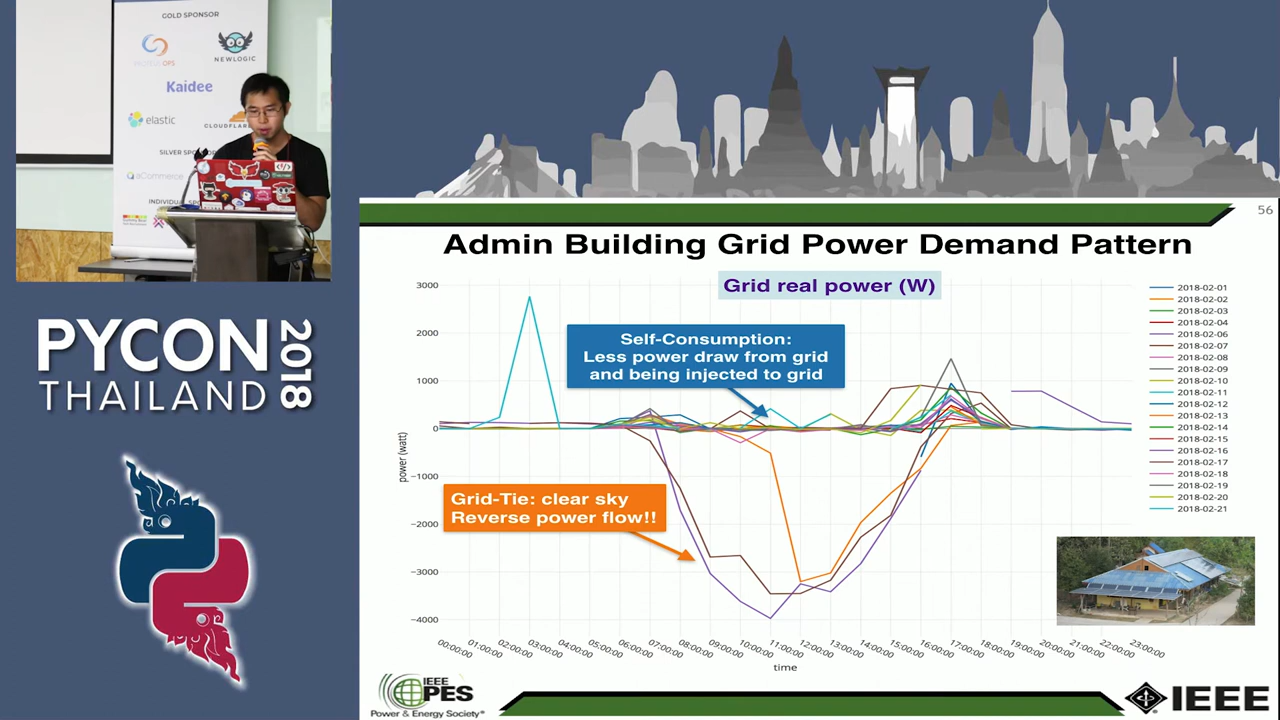 GOLD SPONSOR
NEWLOGIC
Kaidee
elastic
CLOUDFLARE
SILVER SPO
aCommerce
INDIVIDUAL SP
PYCON
THAILAND
2018
56
Admin Building Grid Power Demand Pattern
Grid real power (W)
Self-Consumption:
Less power draw from grid
and being injected to grid
Grid-Tie: clear sky
Reverse power flow!!
power (watt)
3000
2000
1000
0
−1000
−2000
−3000
−4000
00:00:00
01:00:00
02:00:00
03:00:00
04:00:00
05:00:00
06:00:00
07:00:00
08:00:00
09:00:00
10:00:00
11:00:00
12:00:00
13:00:00
14:00:00
15:00:00
16:00:00
17:00:00
18:00:00
19:00:00
20:00:00
21:00:00
22:00:00
23:00:00
time
2018-02-01
2018-02-02
2018-02-03
2018-02-04
2018-02-06
2018-02-07
2018-02-08
2018-02-09
2018-02-10
2018-02-11
2018-02-12
2018-02-13
2018-02-14
2018-02-15
2018-02-16
2018-02-17
2018-02-18
2018-02-19
2018-02-20
2018-02-21
IEEE
PES
Power & Energy Society®
IEEE